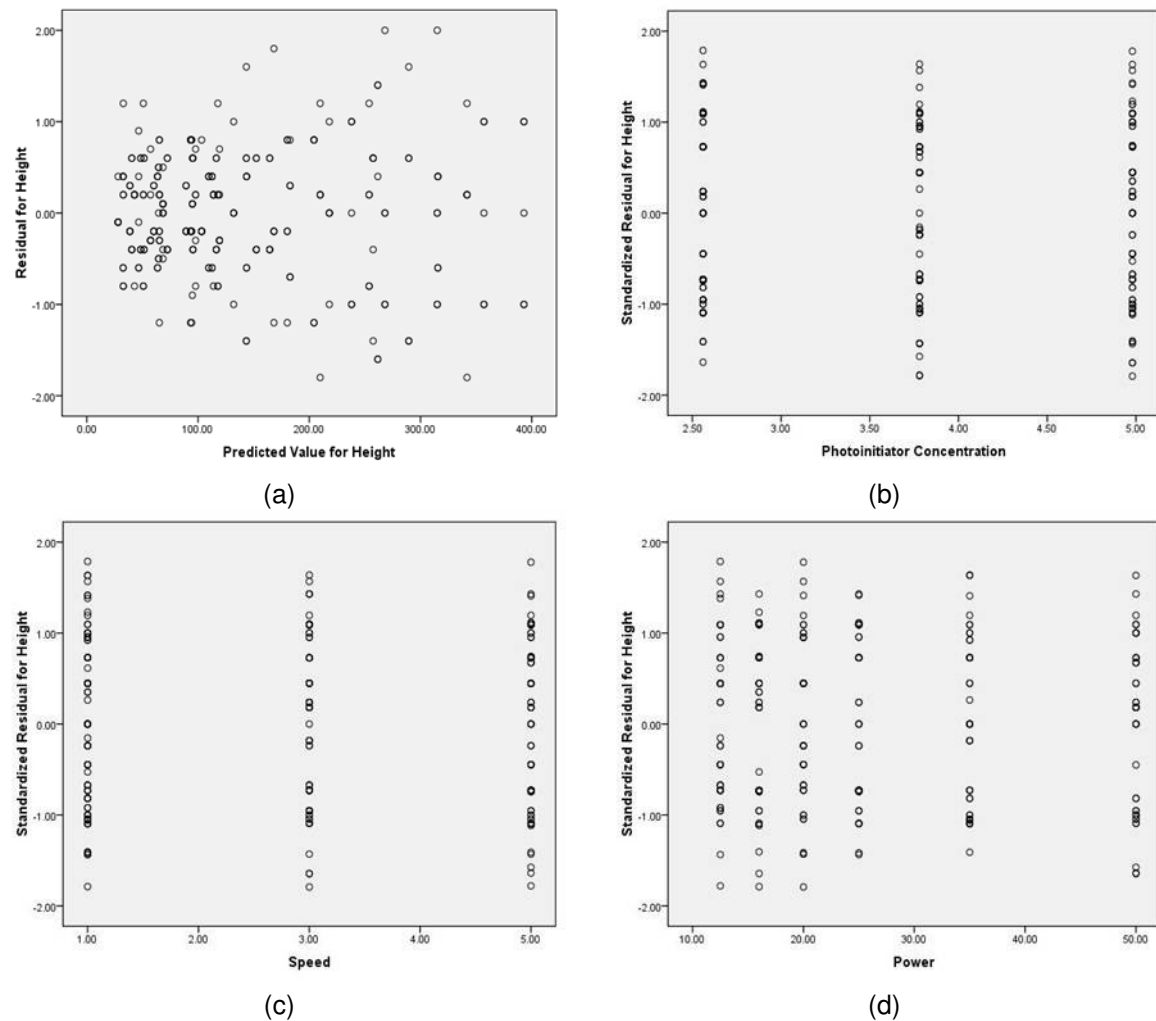 Residual for Height
2.00
1.00
0.00
-1.00
-2.00
0.00 100.00 200.00 300.00 400.00
Predicted Value for Height
(a)
Standardized Residual for Height
2.00
1.00
0.00
-1.00
-2.00
2.50 3.00 3.50 4.00 4.50 5.00
Photoinitiator Concentration
(b)
Standardized Residual for Height
2.00
1.00
0.00
-1.00
-2.00
1.00 2.00 3.00 4.00 5.00
Speed
(c)
Standardized Residual for Height
2.00
1.00
0.00
-1.00
-2.00
10.00 20.00 30.00 40.00 50.00
Power
(d)